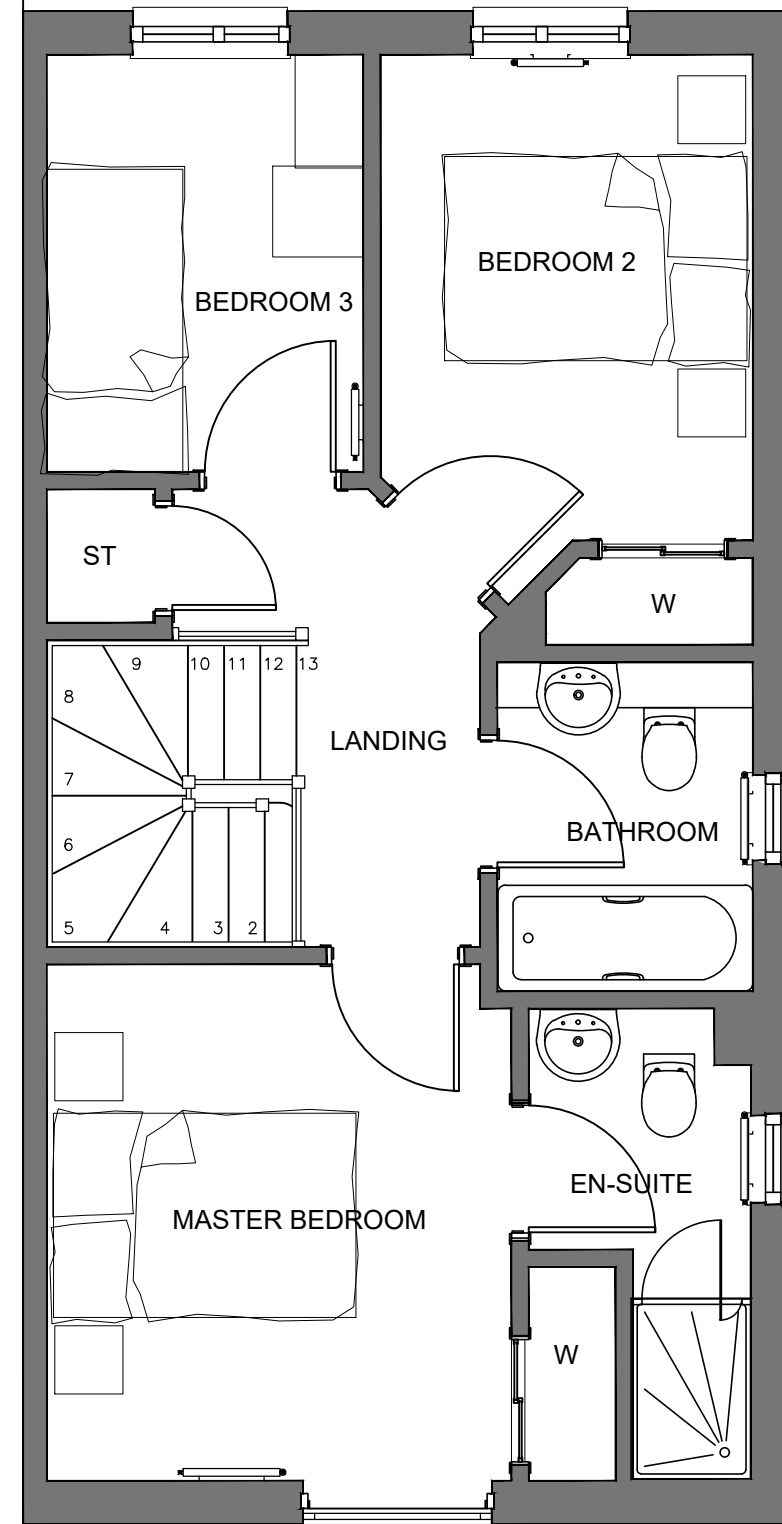 BEDROOM 2
BEDROOM 3
ST
W
9 10 11 12 13
8
LANDING
7
BATHROOM
6
5 4 3 2
EN-SUITE
MASTER BEDROOM
W